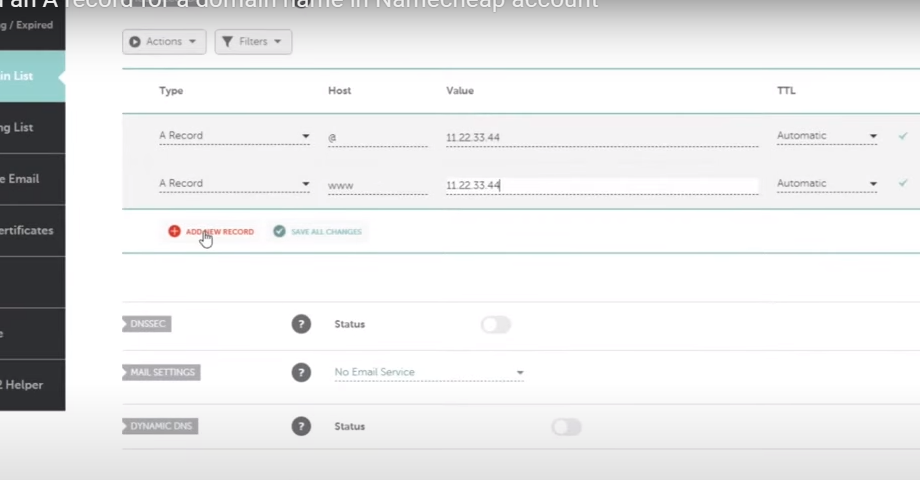 an A record for a domain name in Namecheap account
g / Expired
Actions
Filters
in List
Type Host Value TTL
ng List
A Record @ 11.22.33.44 Automatic
e Email
A Record www 11.22.33.44 Automatic
ertificates
ADD NEW RECORD
SAVE ALL CHANGES
DNSSEC ? Status
e
MAIL SETTINGS ? No Email Service
Helper
DYNAMIC DNS ? Status